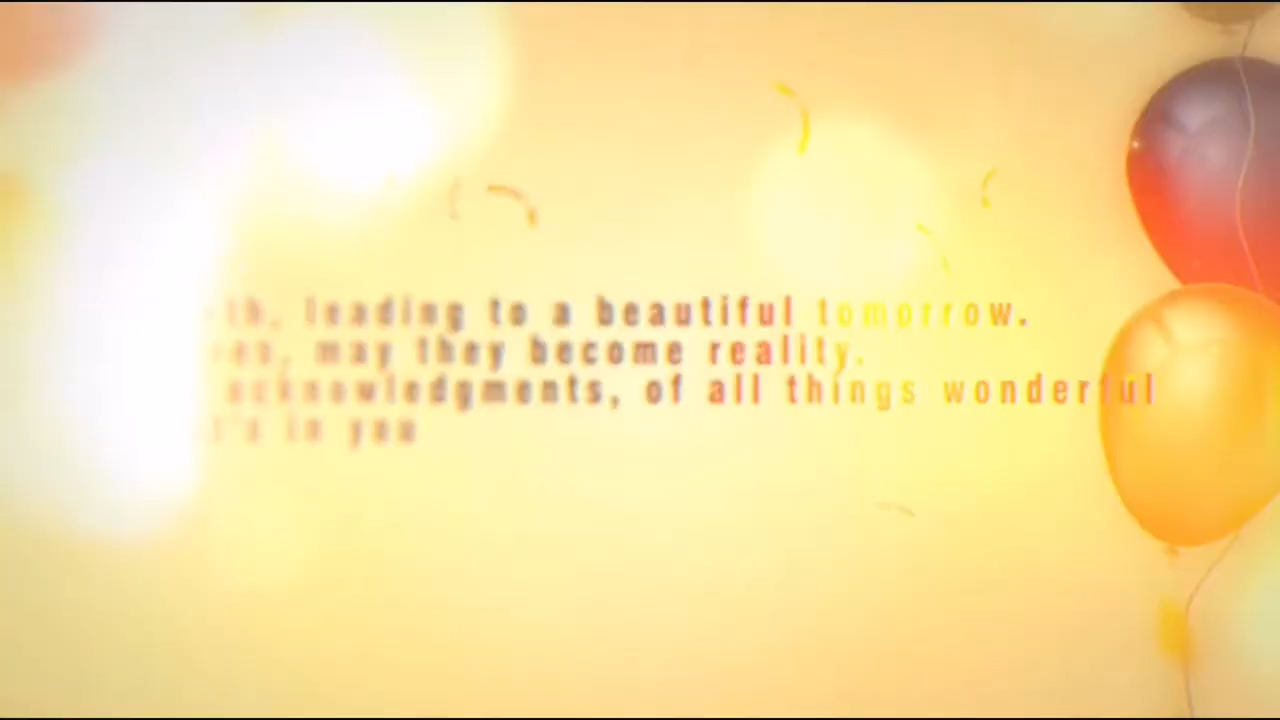 leading to a beautiful tomorrow.
may they become reality.
acknowledgments, of all things wonderful
in you